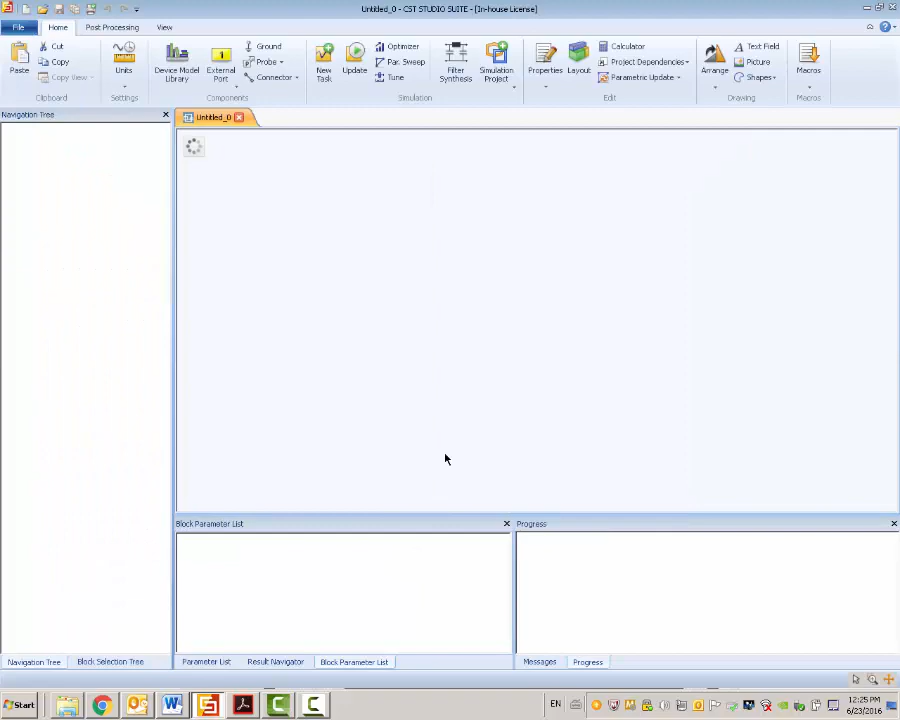 Untitled_0 - CST STUDIO SUITE - [In-house License]
File Home Post Processing View
Paste Cut Copy Copy View
Clipboard
Units
Settings
Device Model Library
External Port
1
Ground
Probe
Connector
Components
New Task
Update
Optimizer
Par. Sweep
Tune
Filter Synthesis
Simulation Project
Simulation
Properties
Layout
Calculator
Project Dependencies
Parametric Update
Edit
Arrange
Text Field
Picture
Shapes
Drawing
Macros
Macros
Navigation Tree
Untitled_0
Block Parameter List
Progress
Navigation Tree Block Selection Tree
Parameter List Result Navigator Block Parameter List
Messages Progress
Start
EN
12:25 PM
6/23/2016